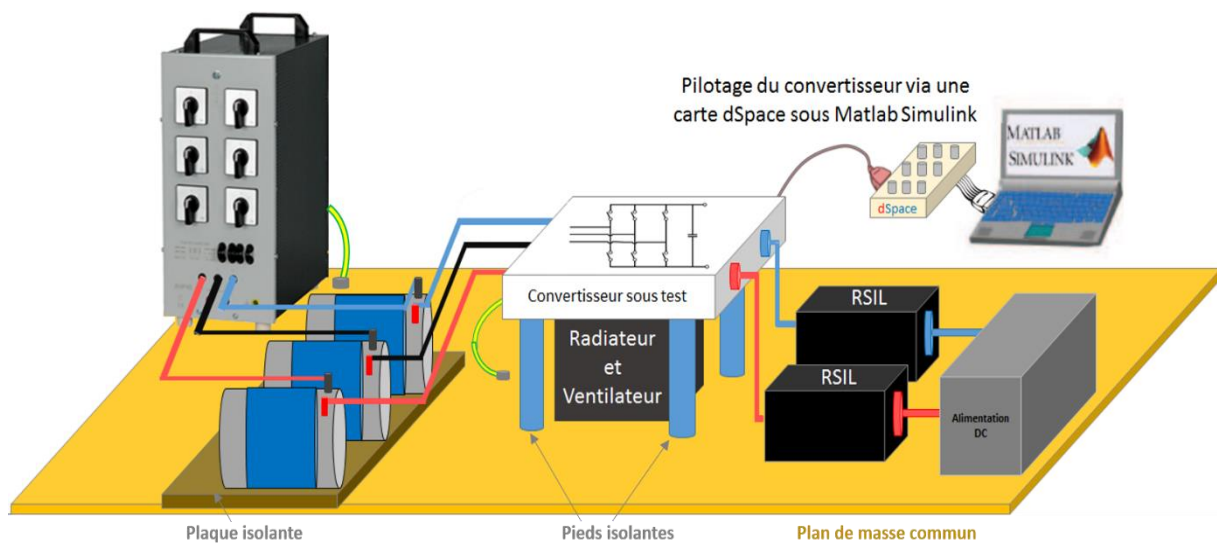 Pilotage du convertisseur via une
carte dSpace sous Matlab Simulink
MATLAB
SIMULINK
dSpace
Convertisseur sous test
Radiateur
et
Ventilateur
RSIL
RSIL
Alimentation
DC
Plaque isolante
Pieds isolantes
Plan de masse commun